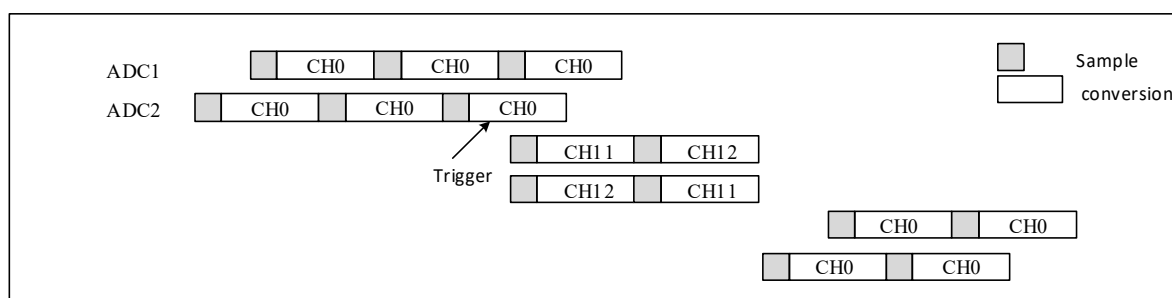 ADC1 CH0 CH0 CH0
Sample
ADC2 CH0 CH0 CH0
conversion
CH11 CH12
Trigger
CH12 CH11
CH0 CH0
CH0 CH0